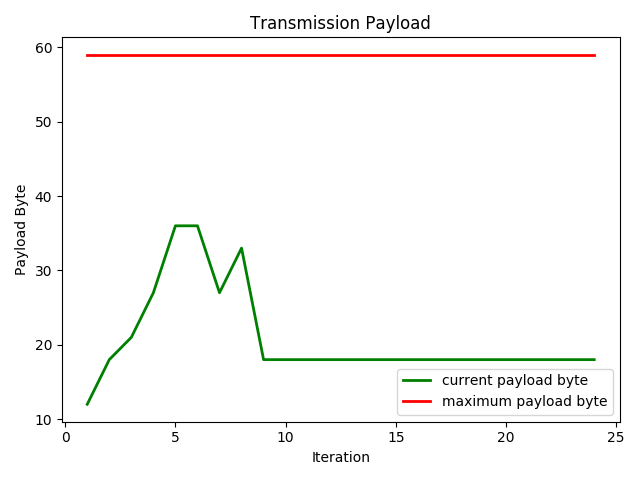 Transmission Payload
60
50
40
30
20
10
Payload Byte
0
5
10
15
20
25
Iteration
current payload byte
maximum payload byte